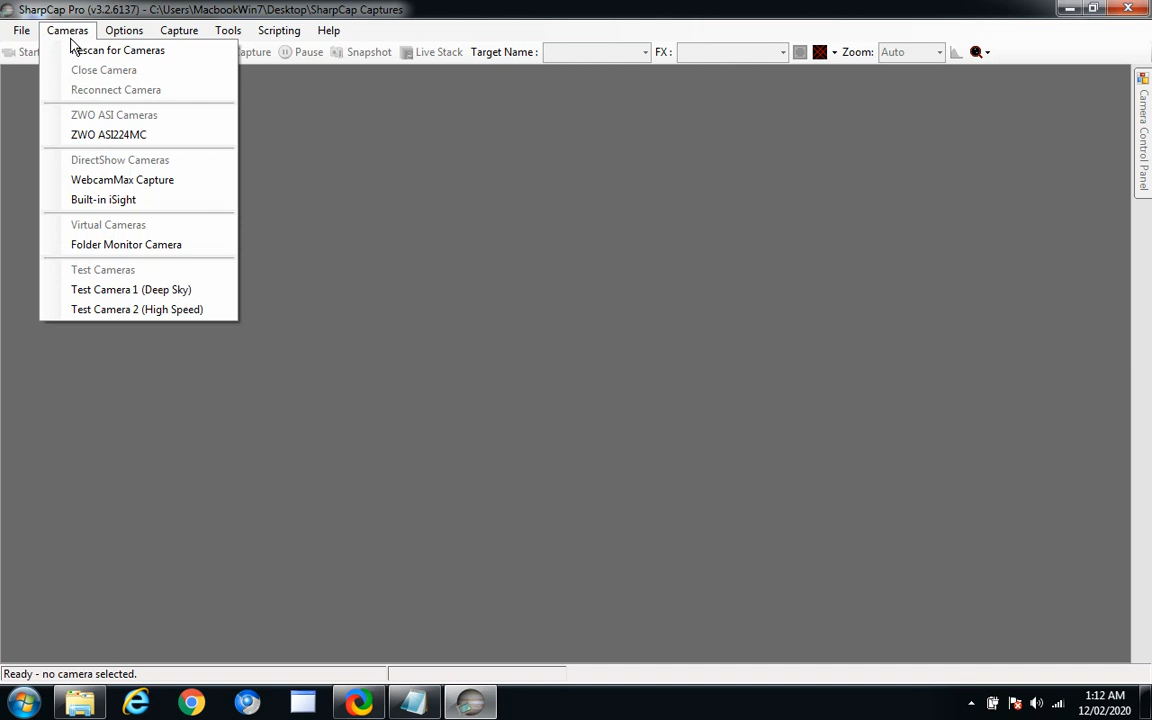 SharpCap Pro (v3.2.6137) - C:\Users\MacbookWin7\Desktop\SharpCap Captures
File Cameras Options Capture Tools Scripting Help
Start Pause Snapshot Live Stack Target Name : FX : Zoom: Auto
for Cameras
Close Camera
Reconnect Camera
ZWO ASI Cameras
ZWO ASI224MC
DirectShow Cameras
WebcamMax Capture
Built-in iSight
Virtual Cameras
Folder Monitor Camera
Test Cameras
Test Camera 1 (Deep Sky)
Test Camera 2 (High Speed)
Camera Control Panel
Ready - no camera selected.
1:12 AM
12/02/2020